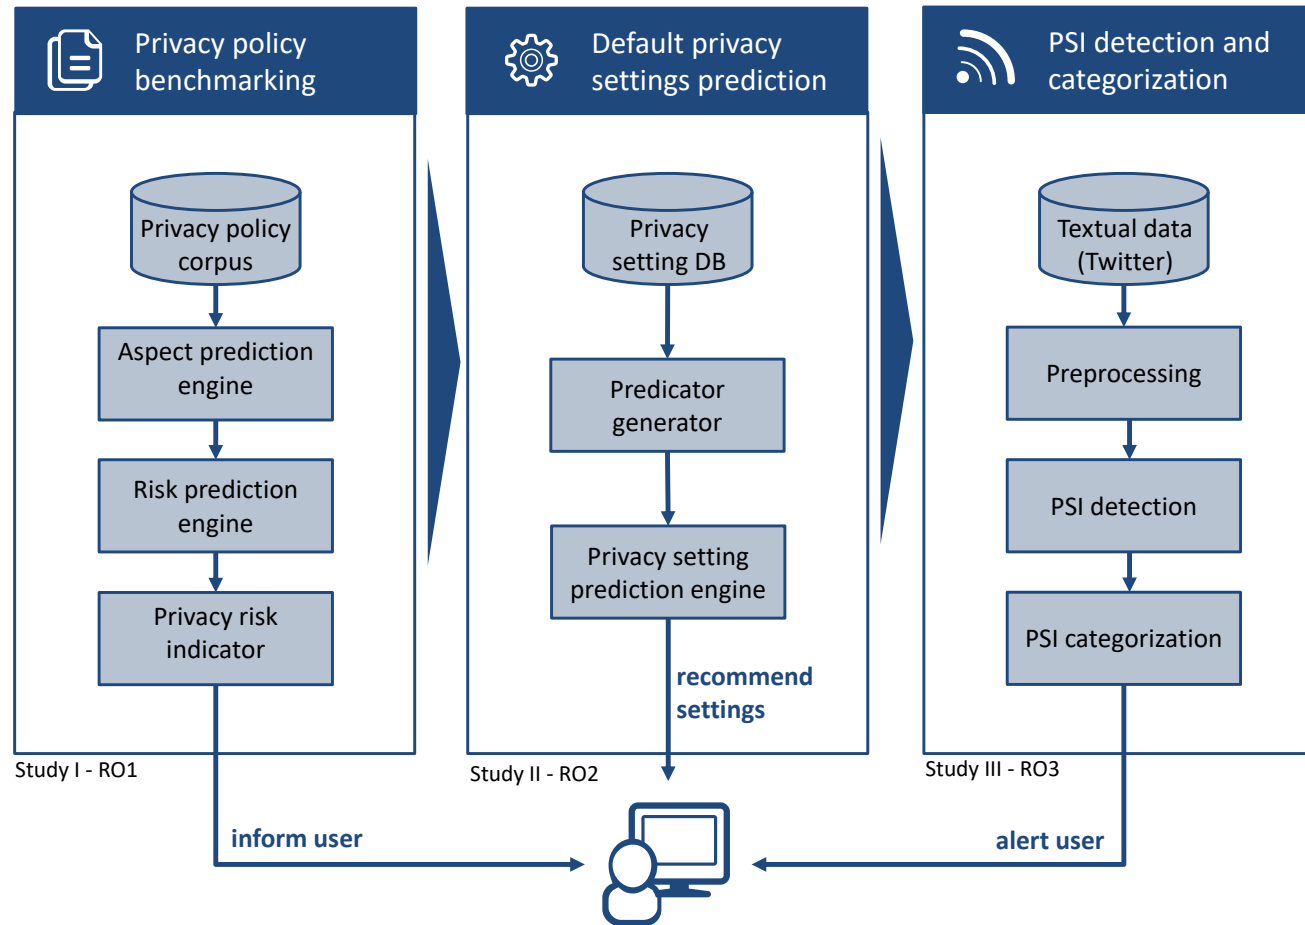 Privacy policy
benchmarking
Privacy policy
corpus
Aspect prediction
engine
Risk prediction
engine
Privacy risk
indicator
Study I - RO1
inform user
Default privacy
settings prediction
Privacy
setting DB
Predicator
generator
Privacy setting
prediction engine
recommend
settings
Study II - RO2
PSI detection and
categorization
Textual data
(Twitter)
Preprocessing
PSI detection
PSI categorization
Study III - RO3
alert user